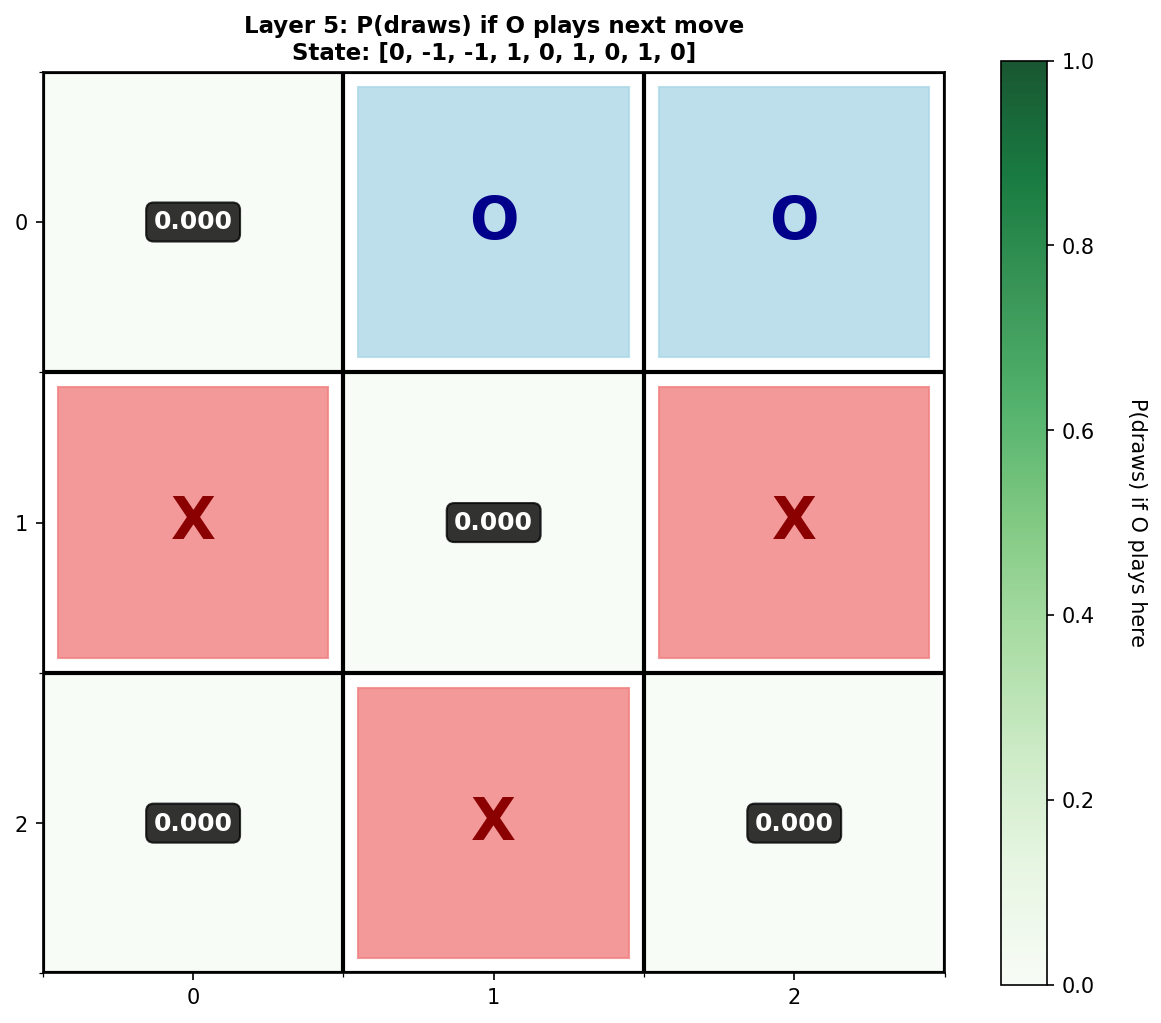 Layer 5: P(draws) if O plays next move
State: [0, -1, -1, 1, 0, 1, 0, 1, 0]
0 0.000 O O
1 X 0.000 X
2 0.000 X 0.000
0 1 2
1.0
0.8
0.6
0.4
0.2
0.0
P(draws) if O plays here